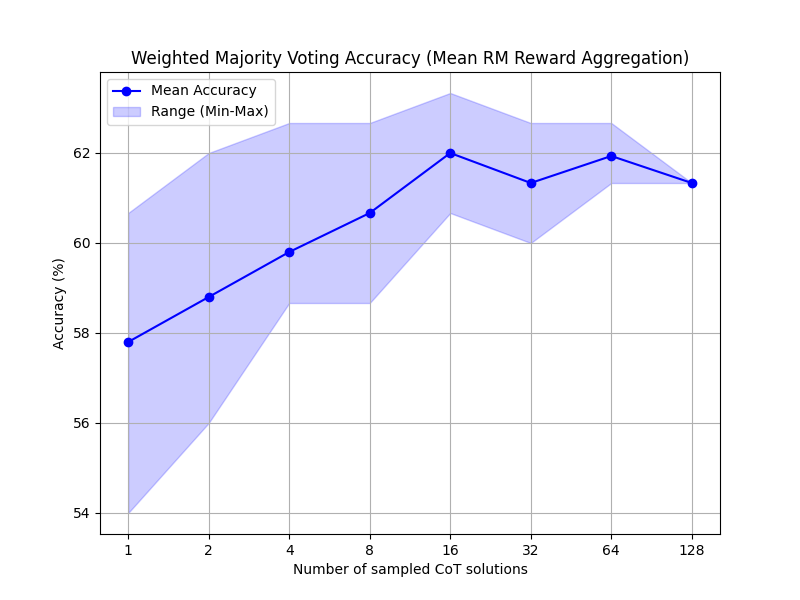 Weighted Majority Voting Accuracy (Mean RM Reward Aggregation)
Mean Accuracy
Range (Min-Max)
62
60
58
56
54
Accuracy (%)
1 2 4 8 16 32 64 128
Number of sampled CoT solutions